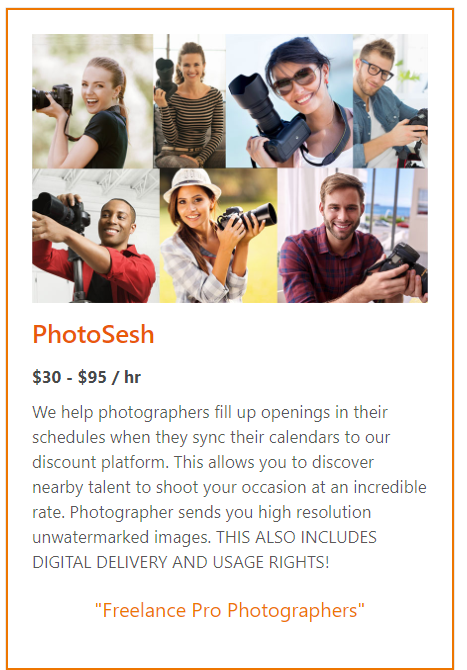 PhotoSesh
$30 - $95 / hr
We help photographers fill up openings in their
schedules when they sync their calendars to our
discount platform. This allows you to discover
nearby talent to shoot your occasion at an incredible
rate. Photographer sends you high resolution
unwatermarked images. THIS ALSO INCLUDES
DIGITAL DELIVERY AND USAGE RIGHTS!
"Freelance Pro Photographers"